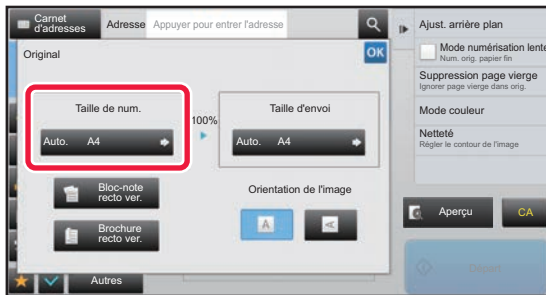 Carnet
d'adresses
Adresse
Appuyer pour entrer l'adresse
Original
OK
Taille de num.
Auto. A4
100%
Taille d'envoi
Auto. A4
Bloc-note
recto ver.
Brochure
recto ver.
Orientation de l'image
A
A
Autres
Ajust. arrière plan
Mode numérisation lente
Num. orig. papier fin
Suppression page vierge
Ignorer page vierge dans orig.
Mode couleur
Netteté
Régler le contour de l'image
Aperçu
CA
Départ